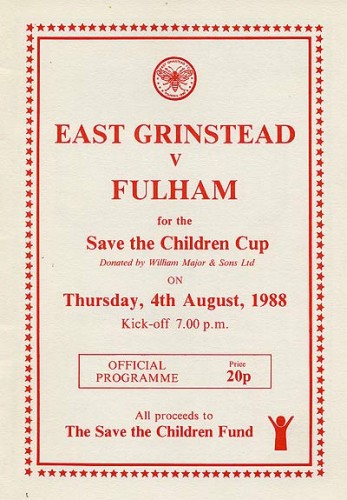 EAST GRINSTEAD
V
FULHAM
for the
Save the Children Cup
Donated by William Major & Sons Ltd
ON
Thursday, 4th August, 1988
Kick-off 7.00 p.m.
OFFICIAL PROGRAMME
Price 20p
All proceeds to
The Save the Children Fund